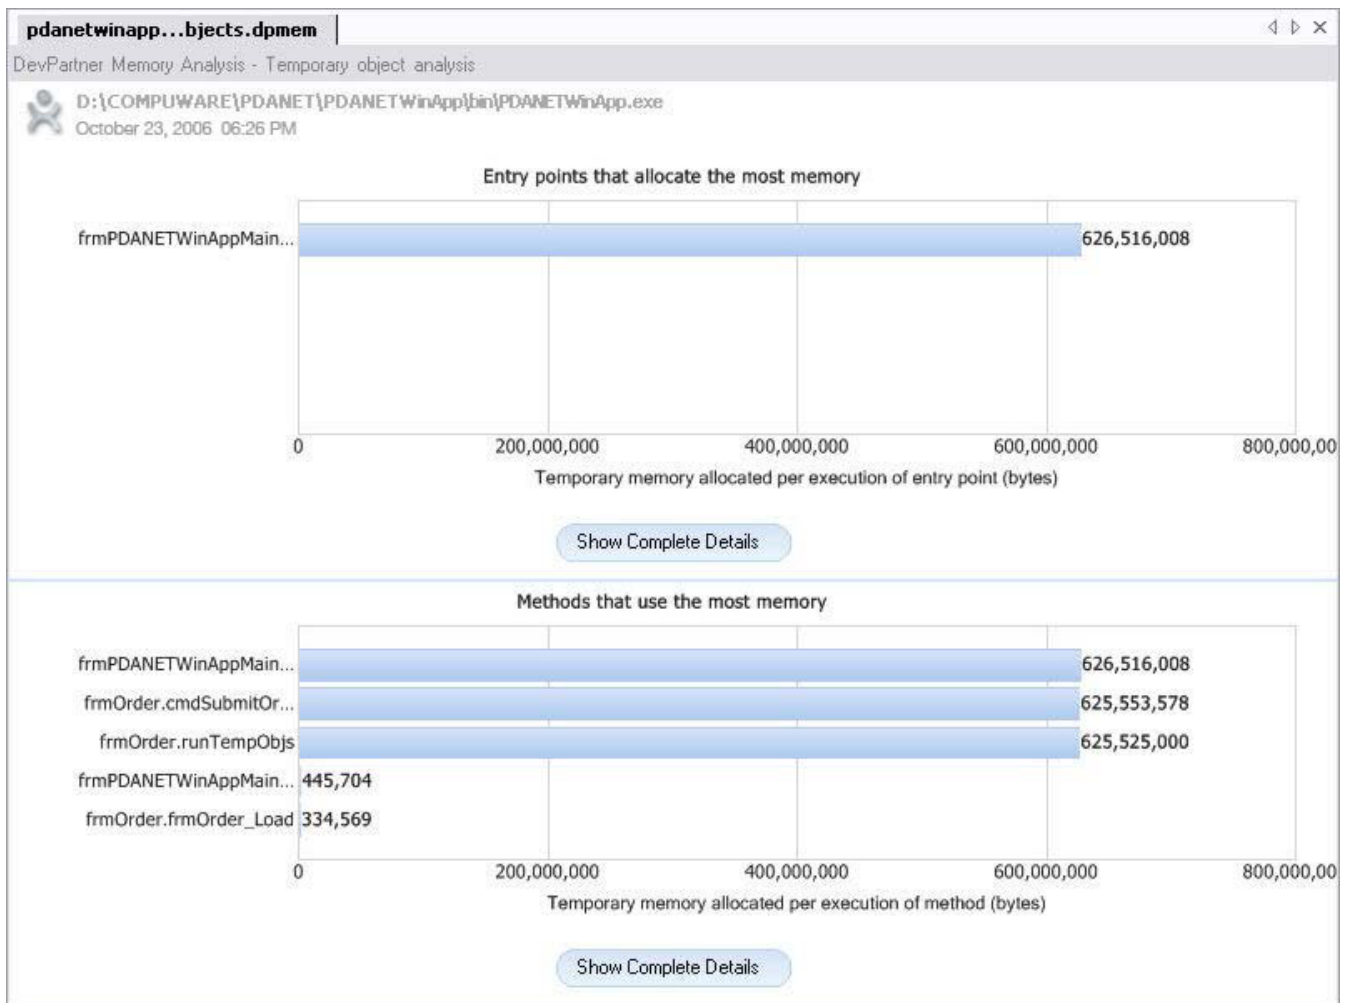 pdanetwinapp...bjects.dpmem
DevPartner Memory Analysis - Temporary object analysis
D:\COMPUWARE\PDANET\PDANETWinApp\bin\PDANETWinApp.exe
October 23, 2006 06:26 PM
Entry points that allocate the most memory
frmPDANETWinAppMain... 626,516,008
0 200,000,000 400,000,000 600,000,000 800,000,00
Temporary memory allocated per execution of entry point (bytes)
Show Complete Details
Methods that use the most memory
frmPDANETWinAppMain... 626,516,008
frmOrder.cmdSubmitOr... 625,553,578
frmOrder.runTempObjs 625,525,000
frmPDANETWinAppMain... 445,704
frmOrder.frmOrder_Load 334,569
0 200,000,000 400,000,000 600,000,000 800,000,00
Temporary memory allocated per execution of method (bytes)
Show Complete Details